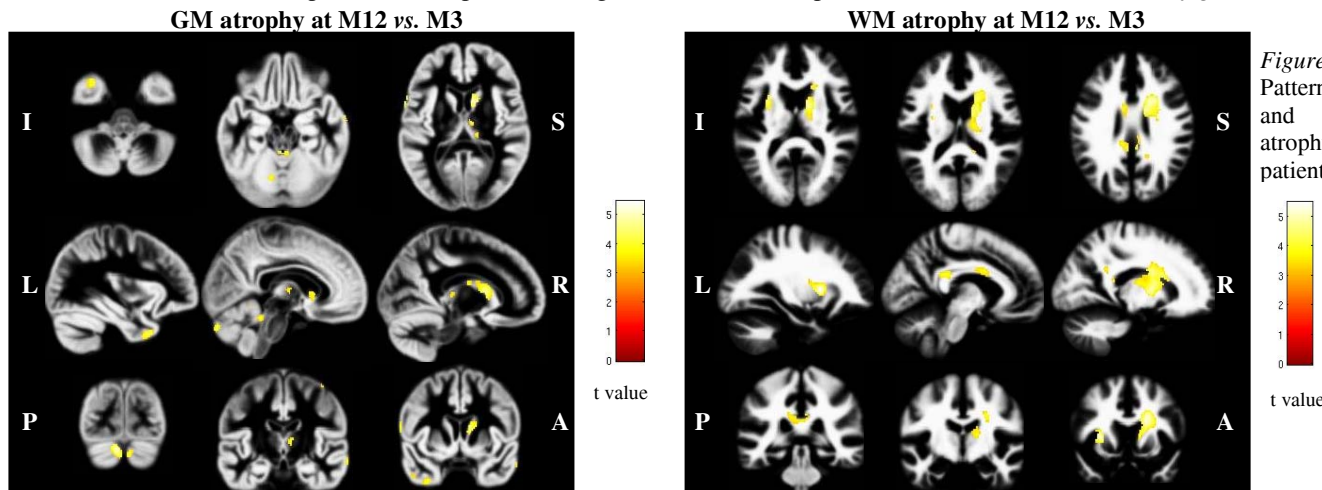 GM atrophy at M12 vs. M3
WM atrophy at M12 vs. M3
I
S
L
R
P
A
5
4
3
2
1
0
t value
I
S
L
R
P
A
Figure
Pattern
and
atroph
patient
5
4
3
2
1
0
t value